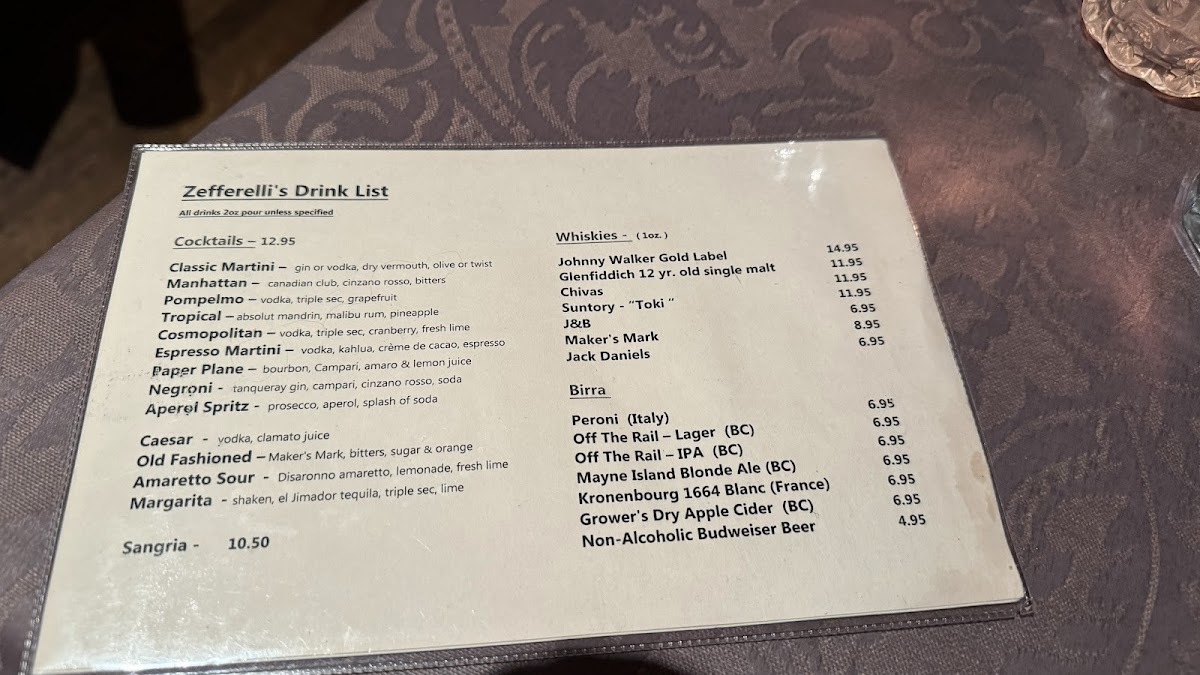 Zefferelli's Drink List
All drinks 2oz pour unless specified
Cocktails – 12.95
Classic Martini – gin or vodka, dry vermouth, olive or twist
Manhattan – canadian club, cinzano rosso, bitters
Pompelmo – vodka, triple sec, grapefruit
Tropical – absolut mandrin, malibu rum, pineapple
Cosmopolitan – vodka, triple sec, cranberry, fresh lime
Espresso Martini – vodka, kahlua, crème de cacao, espresso
Paper Plane – bourbon, Campari, amaro & lemon juice
Negroni - tanqueray gin, campari, cinzano rosso, soda
Aperol Spritz - prosecco, aperol, splash of soda
Caesar - vodka, clamato juice
Old Fashioned – Maker's Mark, bitters, sugar & orange
Amaretto Sour - Disaronno amaretto, lemonade, fresh lime
Margarita - shaken, el Jimador tequila, triple sec, lime
Sangria - 10.50
Whiskies - (1oz.)
Johnny Walker Gold Label 14.95
Glenfiddich 12 yr. old single malt 11.95
Chivas 11.95
Suntory - "Toki " 11.95
J&B 6.95
Maker's Mark 8.95
Jack Daniels 6.95
Birra
Peroni (Italy) 6.95
Off The Rail – Lager (BC) 6.95
Off The Rail – IPA (BC) 6.95
Mayne Island Blonde Ale (BC) 6.95
Kronenbourg 1664 Blanc (France) 6.95
Grower's Dry Apple Cider (BC) 6.95
Non-Alcoholic Budweiser Beer 4.95